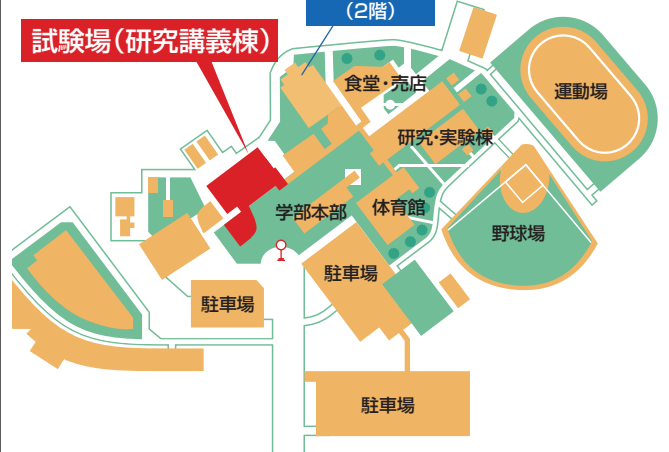 (2階)
試験場(研究講義棟)
食堂・売店
運動場
研究・実験棟
学部本部
体育館
野球場
駐車場
駐車場
駐車場